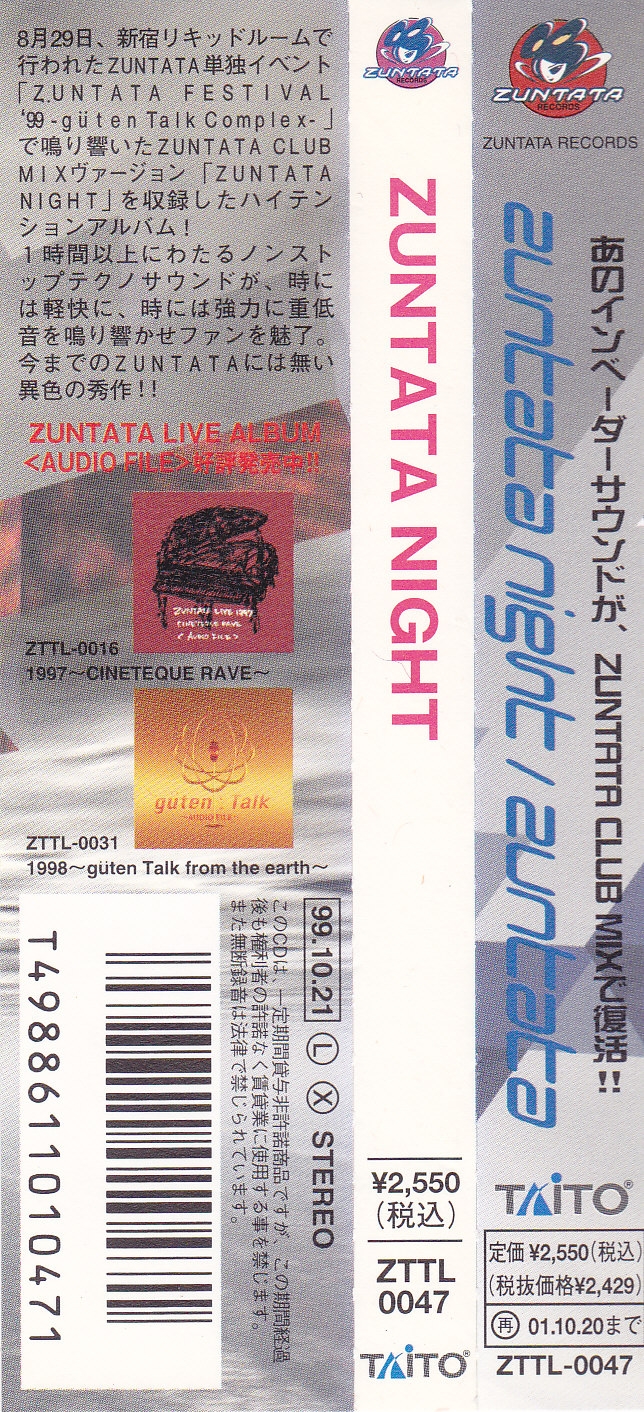 8月29日、新宿リキッドルームで
行われたZUNTATA単独イベント
「Z.UNTATA FESTIVAL
'99-güten Talk Complex-」
で鳴り響いたZUNTATA CLUB
MIXヴァージョン「ZUNTATA
NIGHT」を収録したハイテン
ションアルバム!
1時間以上にわたるノンスト
ップテクノサウンドが、時に
は軽快に、時には強力に重低
音を鳴り響かせファンを魅了。
今までのZUNTATAには無い
異色の秀作!!
ZUNTATA LIVE ALBUM
<AUDIO FILE>好評発売中!!
ZUNTATA LIVE 1997
CINETEQUE RAVE
<AUDIO FILE>
ZTTL-0016
1997〜CINETEQUE RAVE〜
güten Talk
〜AUDIO FILE〜
ZTTL-0031
1998〜güten Talk from the earth〜
T4988611010471
99.10.21 Ⓛ Ⓧ STEREO
このCDは、一定期間貸与非許諾商品ですが、この期間経過
後も権利者の許諾なく賃貸業に使用する事を禁じます。
また無断録音は法律で禁じられています。
ZUNTATA
RECORDS
ZUNTATA NIGHT
¥2,550
(税込)
ZTTL
0047
TAITO®
ZUNTATA
RECORDS
ZUNTATA RECORDS
あのインベーダーサウンドが、ZUNTATA CLUB MIXで復活!!
zuntata night / zuntata
TAITO®
定価 ¥2,550(税込)
(税抜価格¥2,429)
㊢ 01.10.20まで
ZTTL-0047